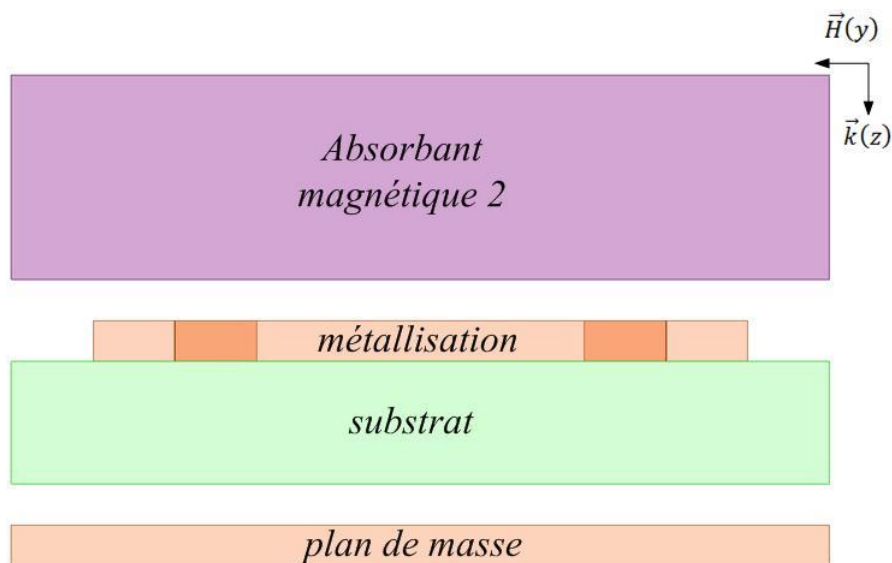 H⃗(y)
k⃗(z)
Absorbant
magnétique 2
métallisation
substrat
plan de masse